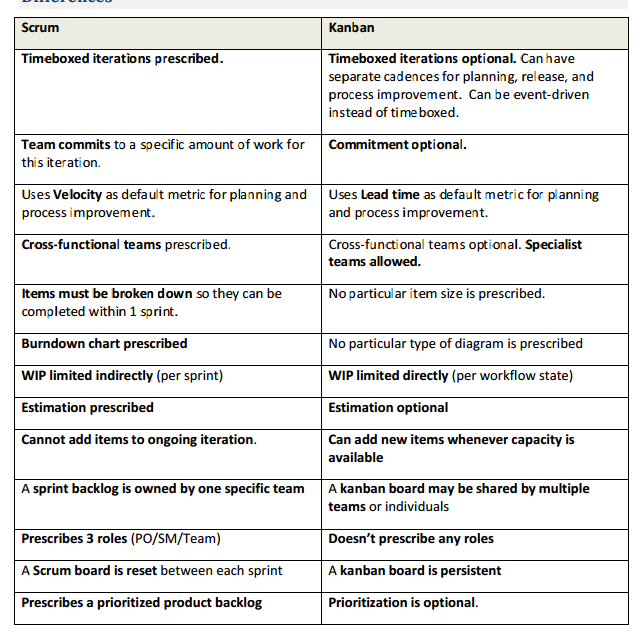 Differences
Scrum
Kanban
Timeboxed iterations prescribed.
Timeboxed iterations optional. Can have
separate cadences for planning, release, and
process improvement.  Can be event-driven
instead of timeboxed.
Team commits to a specific amount of work for
this iteration.
Commitment optional.
Uses Velocity as default metric for planning and
process improvement.
Uses Lead time as default metric for planning
and process improvement.
Cross-functional teams prescribed.
Cross-functional teams optional. Specialist
teams allowed.
Items must be broken down so they can be
completed within 1 sprint.
No particular item size is prescribed.
Burndown chart prescribed
No particular type of diagram is prescribed
WIP limited indirectly (per sprint)
WIP limited directly (per workflow state)
Estimation prescribed
Estimation optional
Cannot add items to ongoing iteration.
Can add new items whenever capacity is
available
A sprint backlog is owned by one specific team
A kanban board may be shared by multiple
teams or individuals
Prescribes 3 roles (PO/SM/Team)
Doesn’t prescribe any roles
A Scrum board is reset between each sprint
A kanban board is persistent
Prescribes a prioritized product backlog
Prioritization is optional.